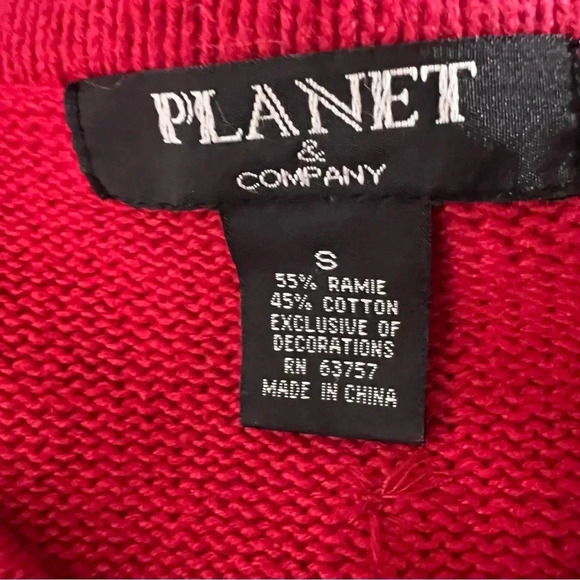 PLANET
&
COMPANY
S
55% RAMIE
45% COTTON
EXCLUSIVE OF
DECORATIONS
RN 63757
MADE IN CHINA